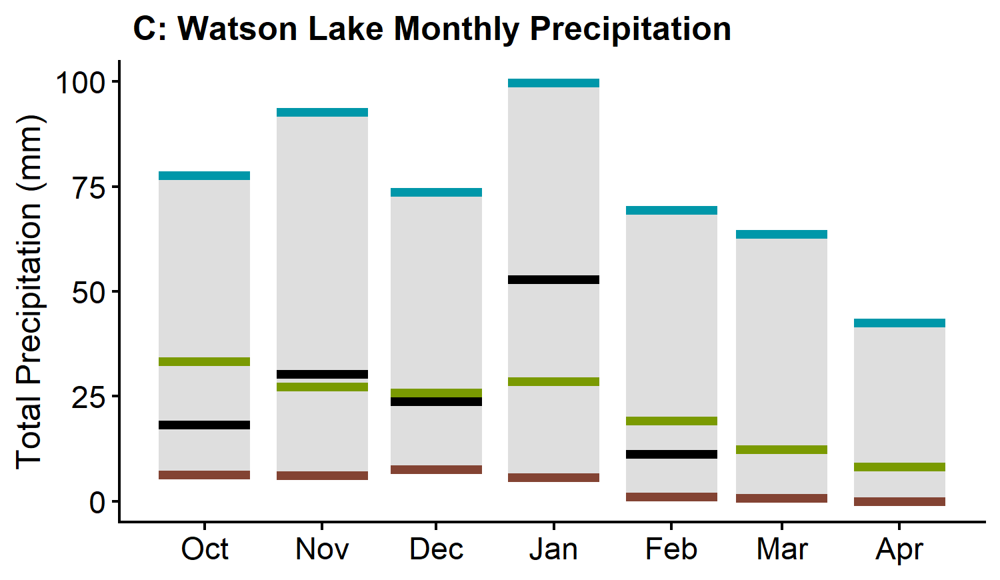 C: Watson Lake Monthly Precipitation
Total Precipitation (mm)
100
75
50
25
0
Oct Nov Dec Jan Feb Mar Apr